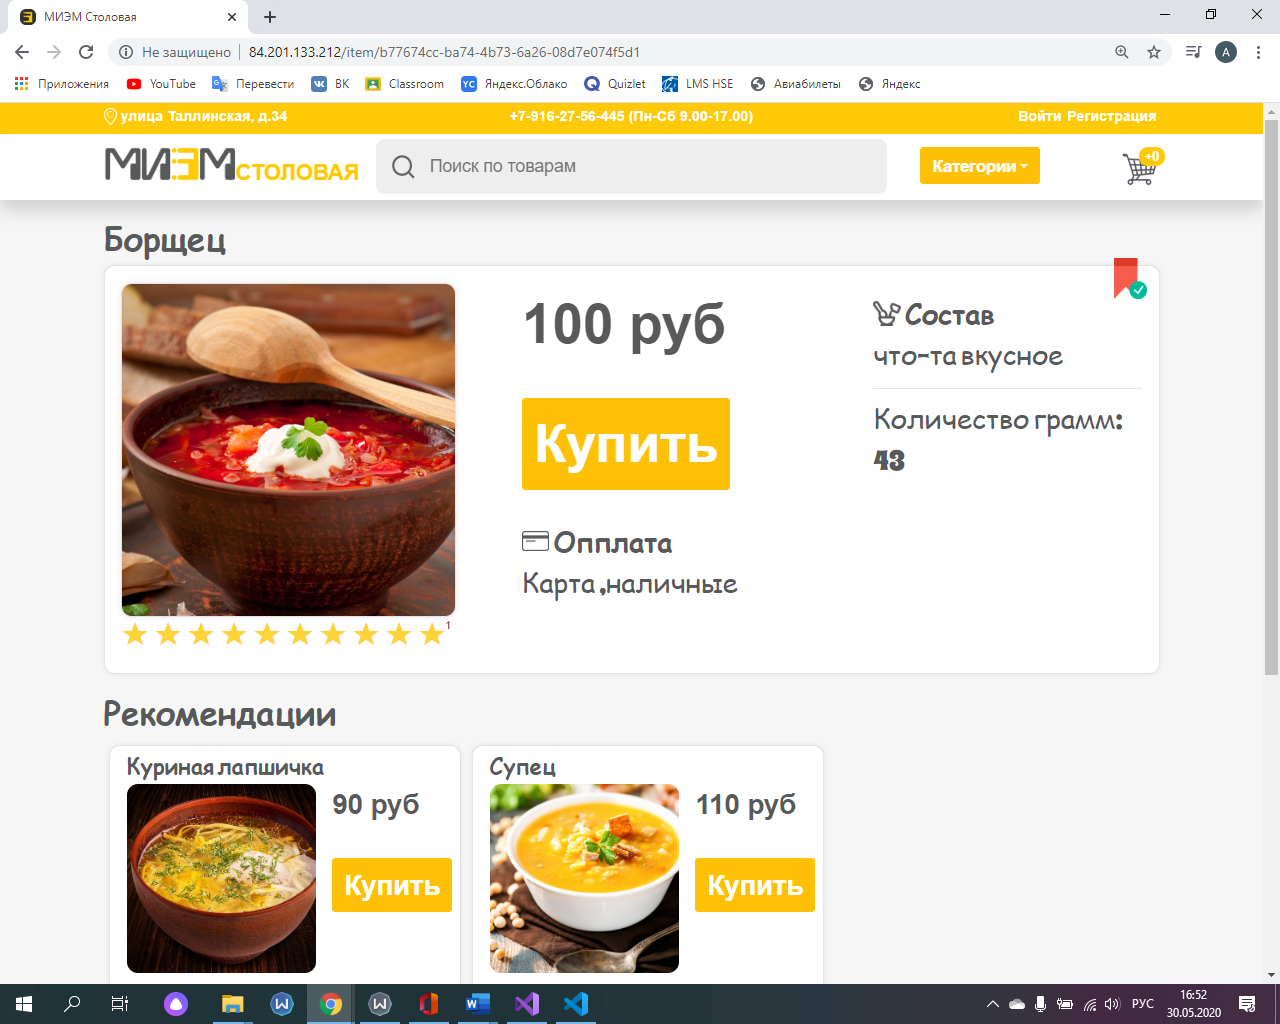 МИЭМ Столовая
Не защищено 84.201.133.212/item/b77674cc-ba74-4b73-6a26-08d7e074f5d1
A
Приложения YouTube Перевести ВК Classroom Яндекс.Облако Quizlet LMS HSE Авиабилеты Яндекс
улица Таллинская, д.34 +7-916-27-56-445 (Пн-Сб 9.00-17.00) Войти Регистрация
МИЭМ СТОЛОВАЯ Поиск по товарам Категории +0
Борщец
100 руб
Купить
Опплата
Карта ,наличные
Состав
что-та вкусное
Количество грамм:
43
1
Рекомендации
Куриная лапшичка
90 руб
Купить
Супец
110 руб
Купить
РУС 16:52
30.05.2020